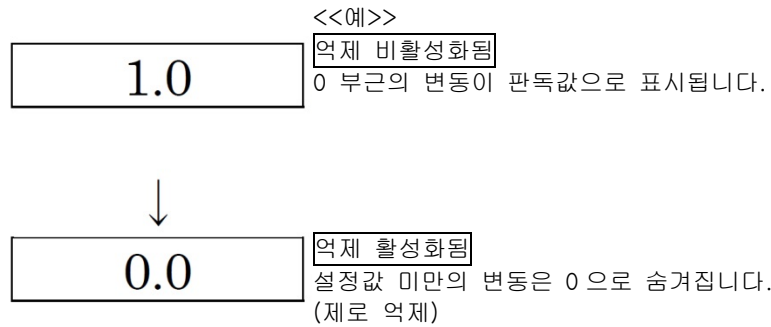 <<예>>
억제 비활성화됨
1.0
0 부근의 변동이 판독값으로 표시됩니다.
↓
억제 활성화됨
0.0
설정값 미만의 변동은 0으로 숨겨집니다.
(제로 억제)